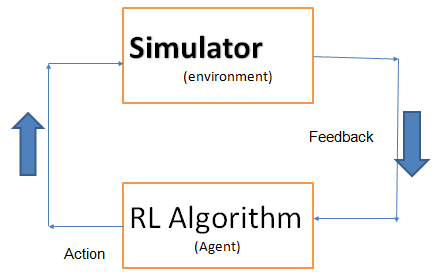 Simulator
(environment)
Feedback
RL Algorithm
(Agent)
Action